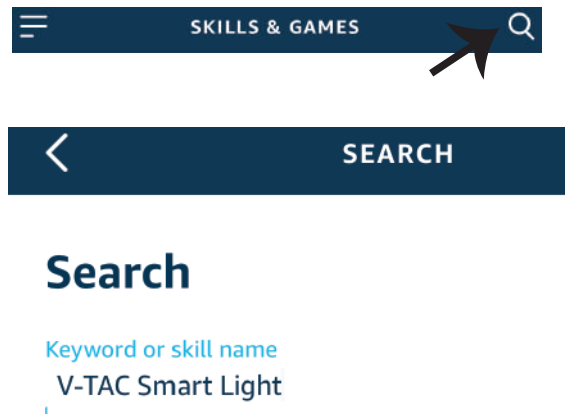 SKILLS & GAMES
SEARCH
Search
Keyword or skill name
V-TAC Smart Light